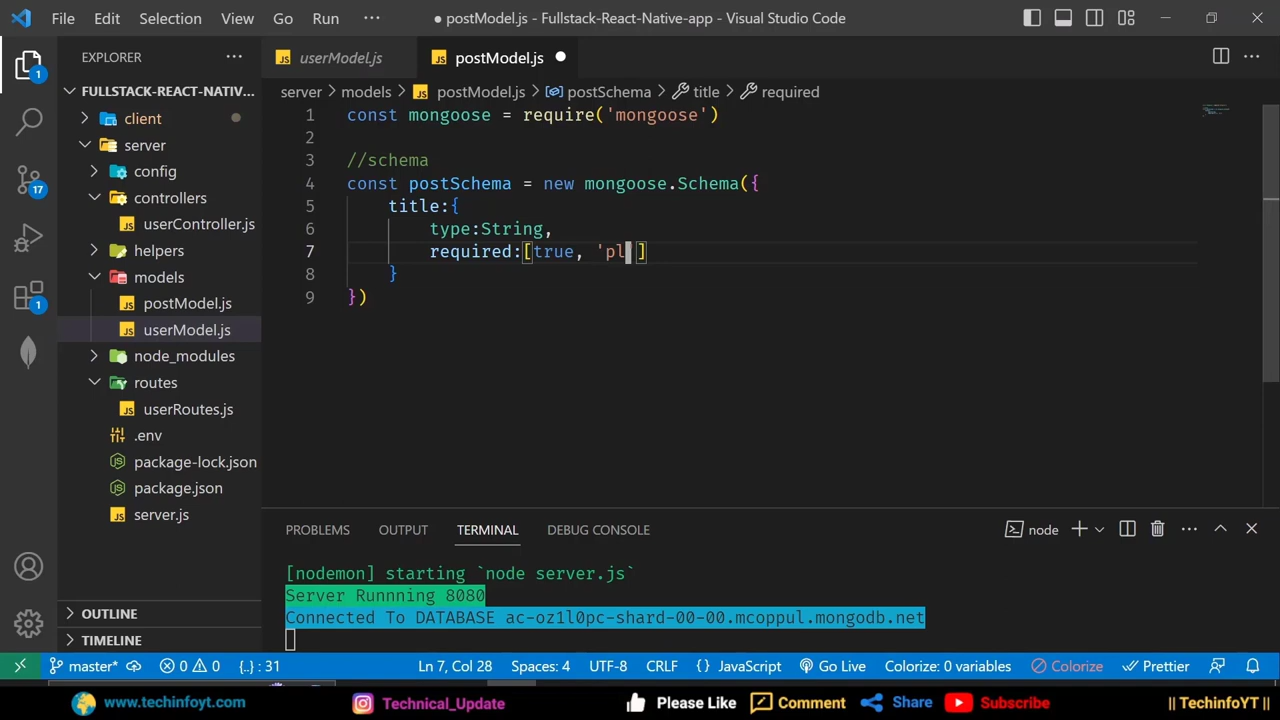 File Edit Selection View Go Run ··· ● postModel.js - Fullstack-React-Native-app - Visual Studio Code
EXPLORER ···
userModel.js
postModel.js
FULLSTACK-REACT-NATIV...
server > models > postModel.js > postSchema > title > required
client
server
config
controllers
userController.js
helpers
models
postModel.js
userModel.js
node_modules
routes
userRoutes.js
.env
package-lock.json
package.json
server.js
OUTLINE
TIMELINE
1
17
1
1 const mongoose = require('mongoose')
2
3 //schema
4 const postSchema = new mongoose.Schema({
5 title:{
6 type:String,
7 required:[true, 'pl ]
8 }
9 })
PROBLEMS OUTPUT TERMINAL DEBUG CONSOLE node
[nodemon] starting `node server.js`
Server Runnning 8080
Connected To DATABASE ac-oz1l0pc-shard-00-00.mcoppul.mongodb.net
master* 0 0 {..} : 31 Ln 7, Col 28 Spaces: 4 UTF-8 CRLF {} JavaScript Go Live Colorize: 0 variables Colorize Prettier
www.techinfoyt.com Technical_Update Please Like Comment Share Subscribe || TechinfoYT ||